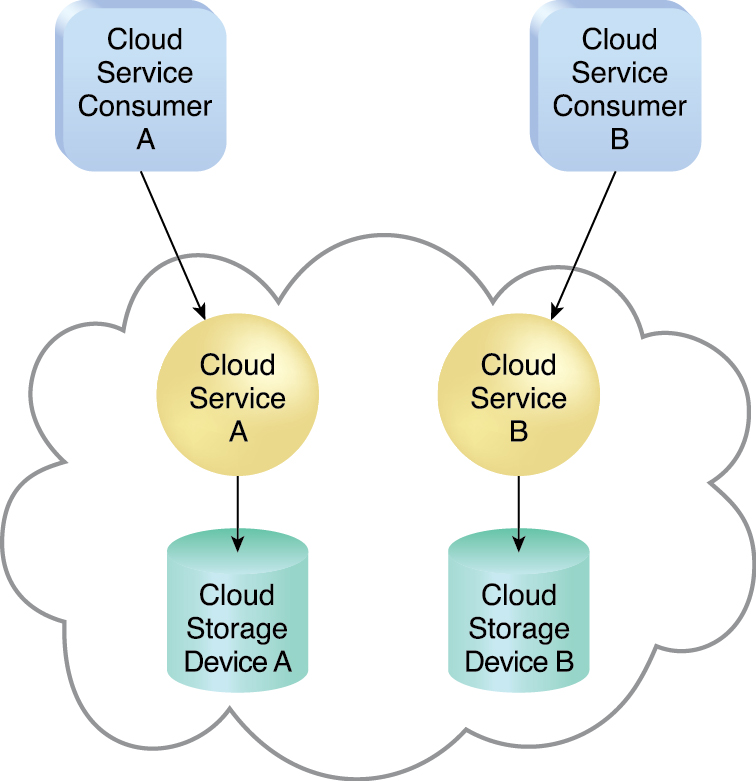 Cloud
Service
Consumer
A
Cloud
Service
Consumer
B
Cloud
Service
A
Cloud
Service
B
Cloud
Storage
Device A
Cloud
Storage
Device B